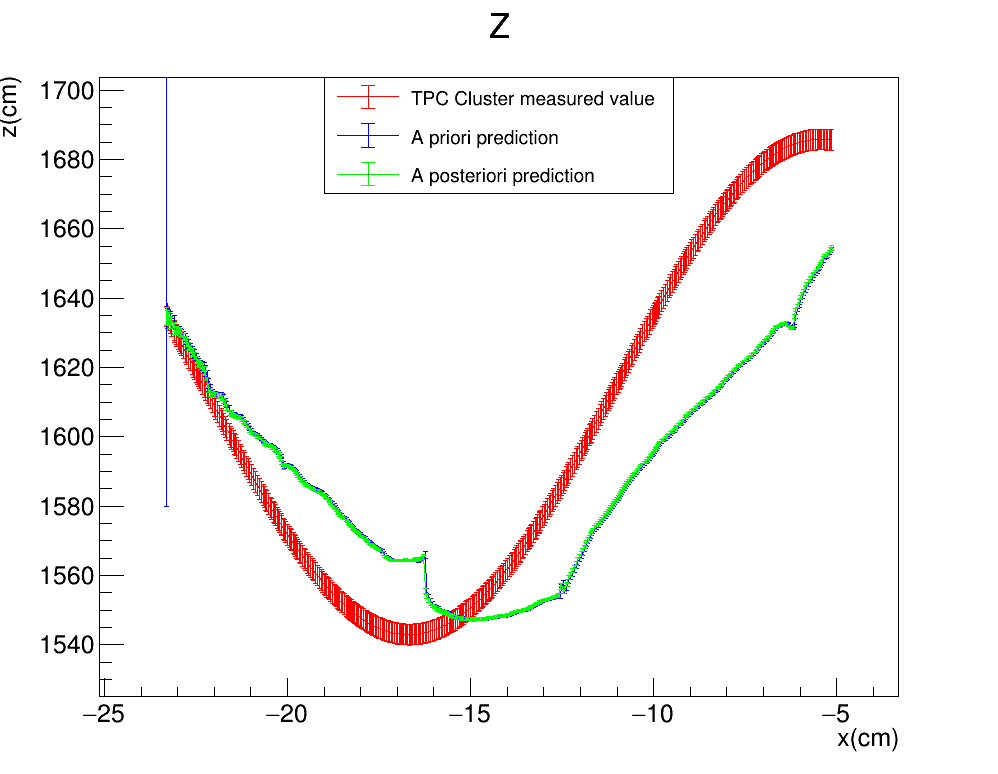 Z
z(cm)
1700
1680
1660
1640
1620
1600
1580
1560
1540
TPC Cluster measured value
A priori prediction
A posteriori prediction
−25 −20 −15 −10 −5
x(cm)